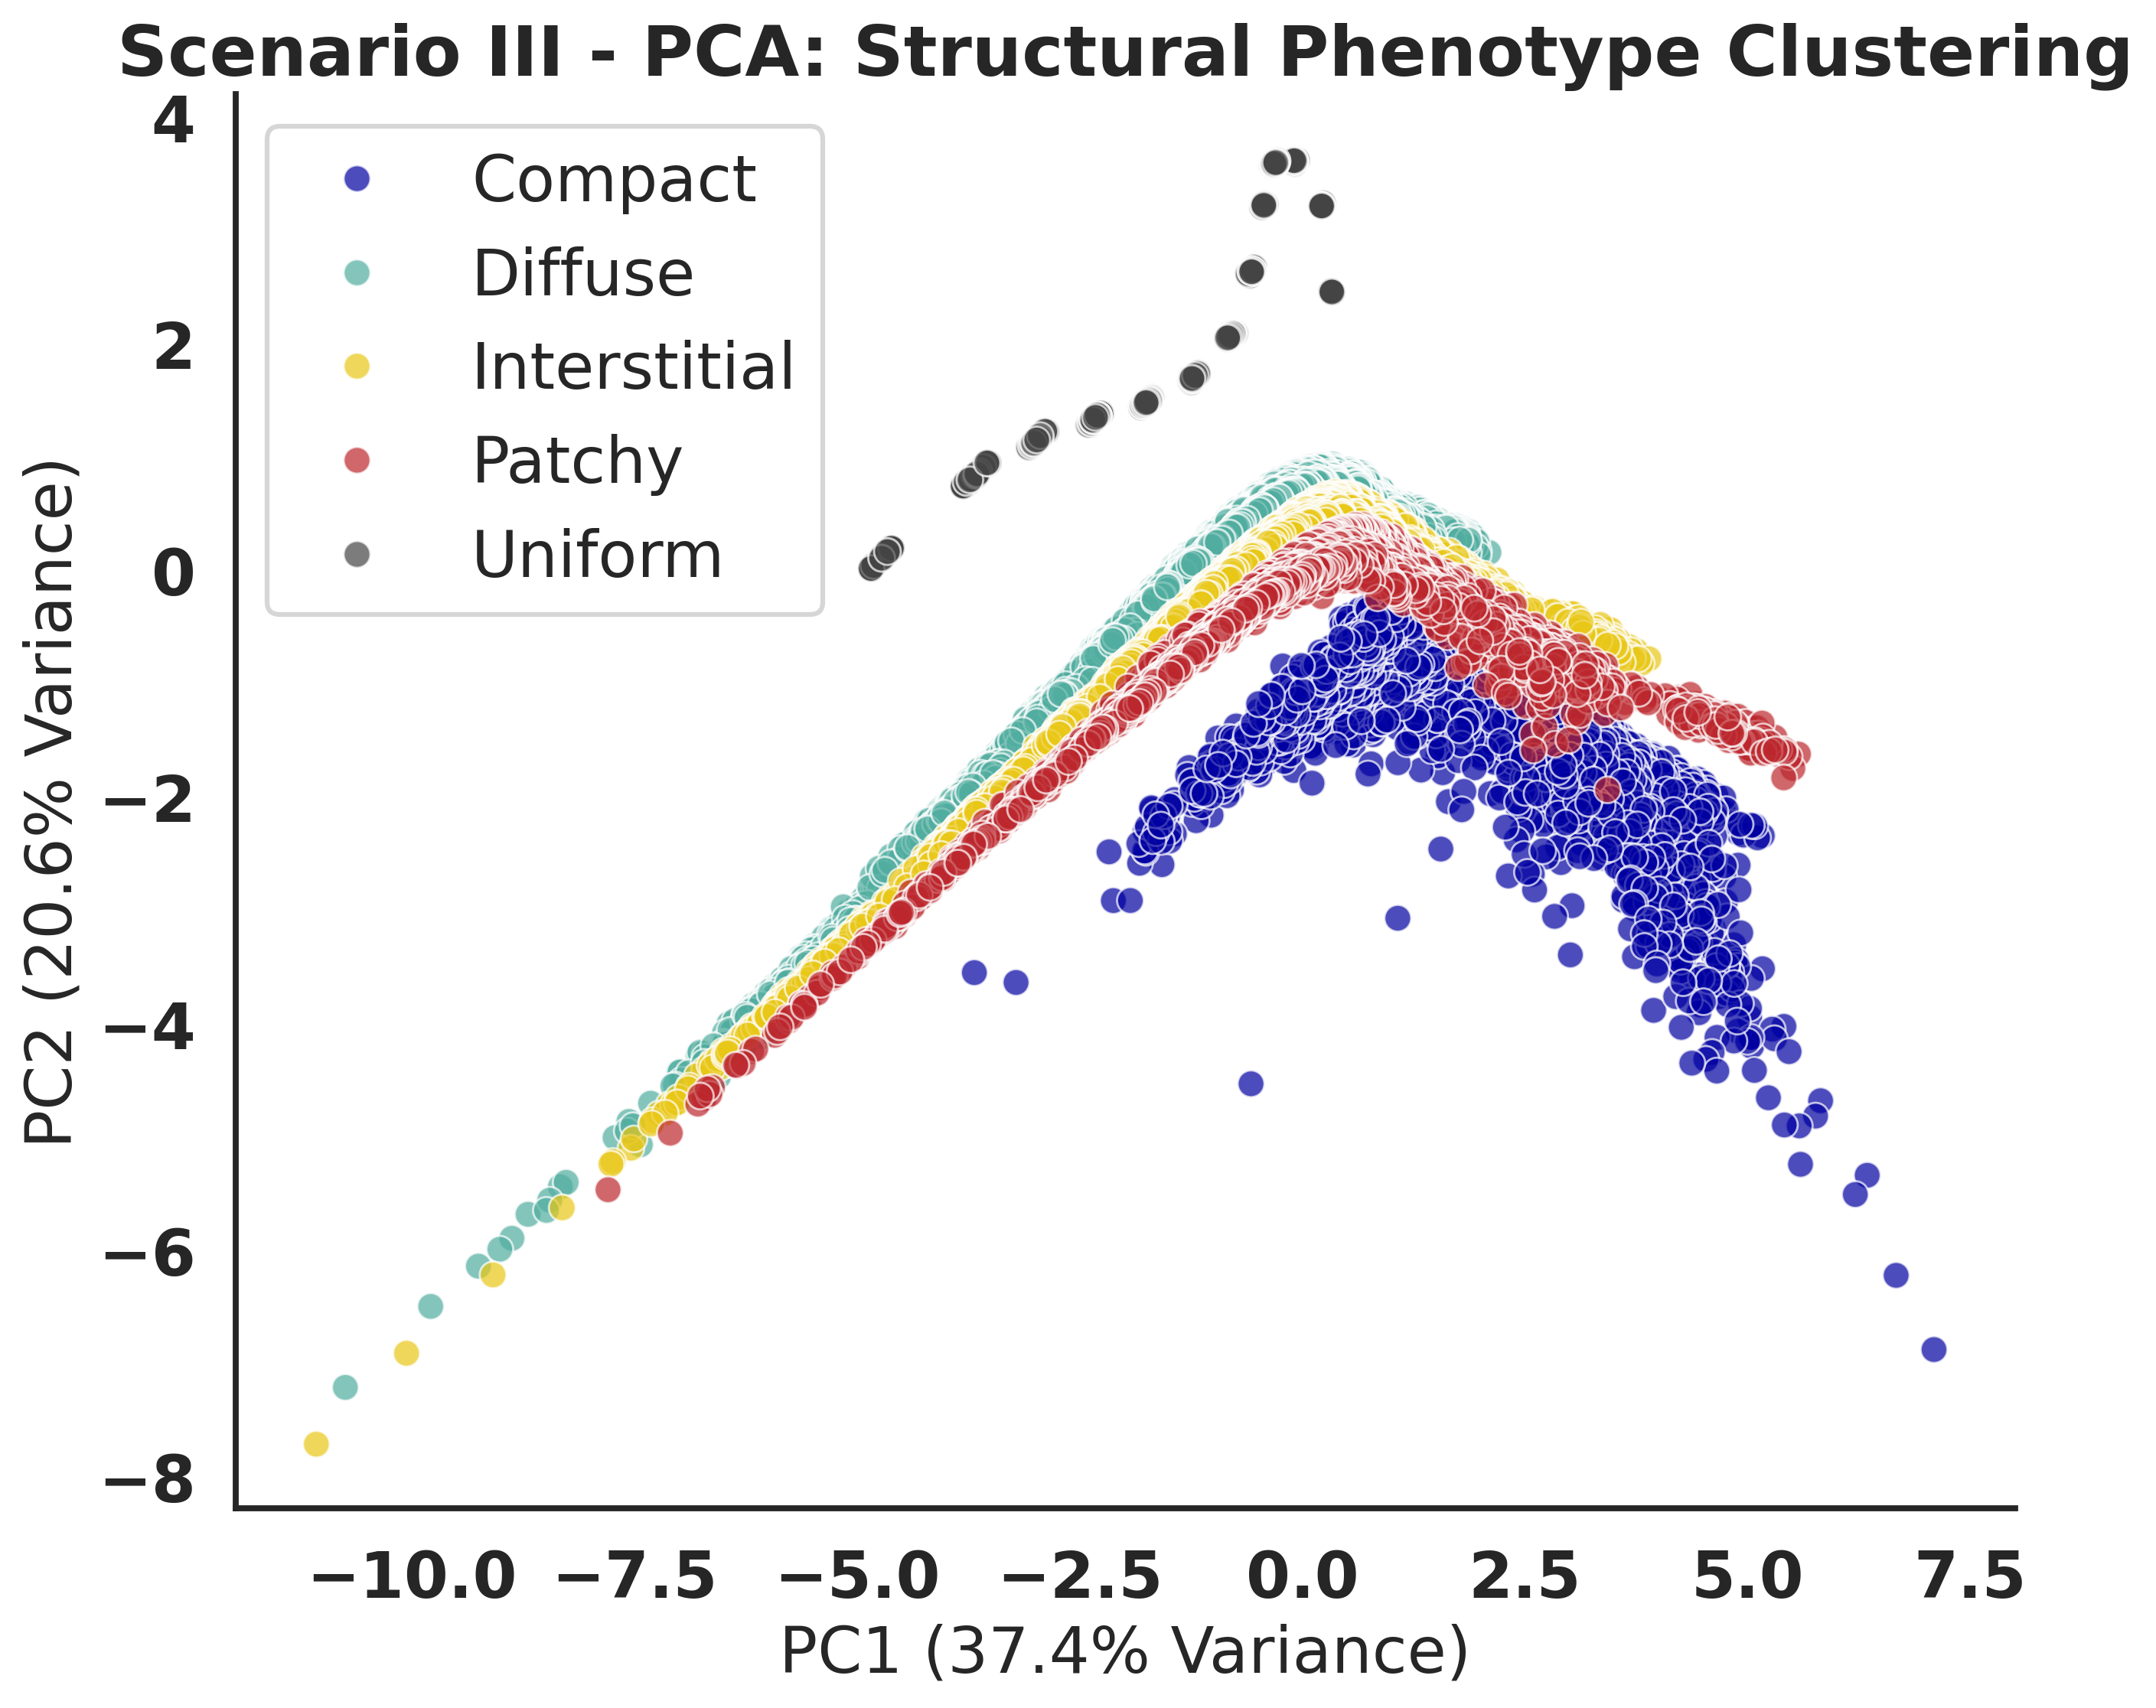 Scenario III - PCA: Structural Phenotype Clustering
4
2
0
−2
−4
−6
−8
PC2 (20.6% Variance)
Compact
Diffuse
Interstitial
Patchy
Uniform
−10.0 −7.5 −5.0 −2.5 0.0 2.5 5.0 7.5
PC1 (37.4% Variance)